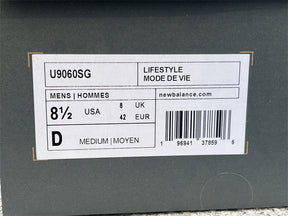 U9060SG
LIFESTYLE
MODE DE VIE
MENS | HOMMES
8½ USA
8 UK
42 EUR
newbalance.com
D
MEDIUM | MOYEN
1 96941 37859 6